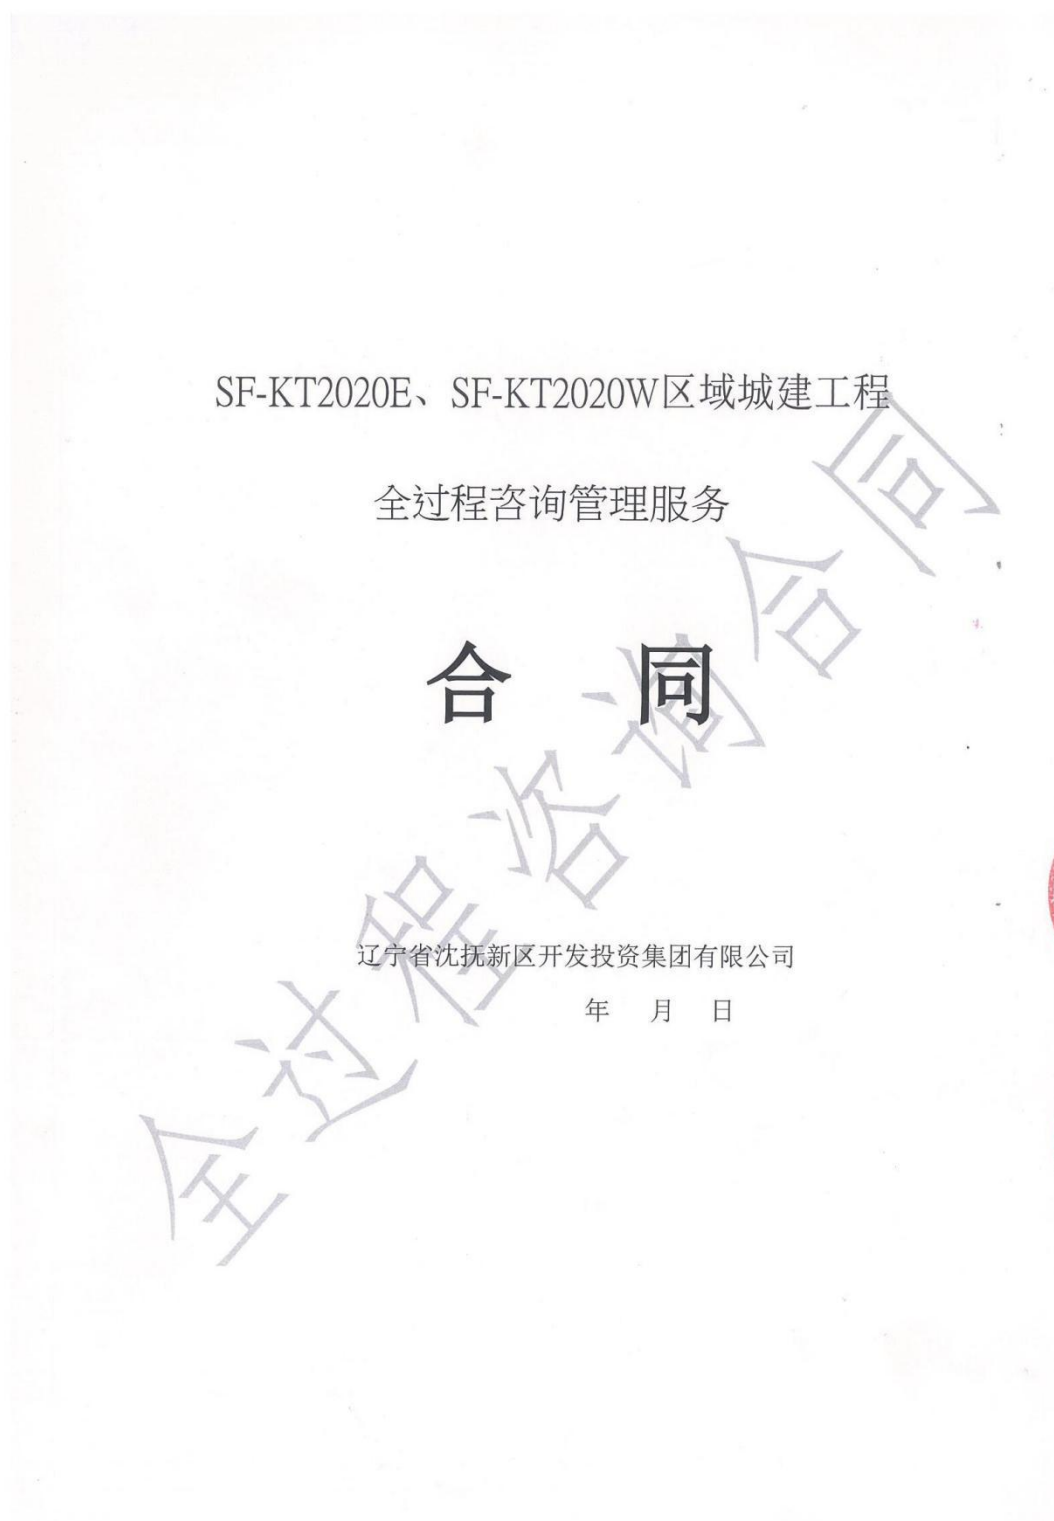 SF-KT2020E、SF-KT2020W区域城建工程
全过程咨询管理服务
合 同
辽宁省沈抚新区开发投资集团有限公司
年 月 日
全过程咨询合同